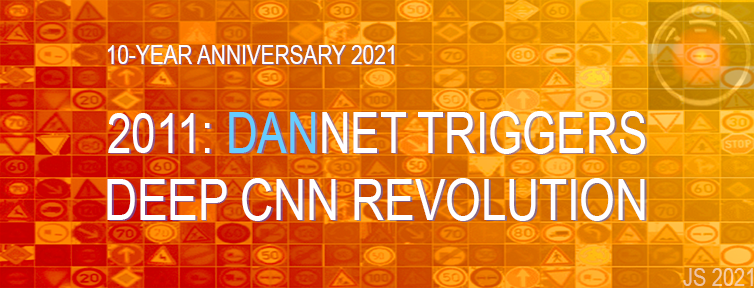 10-YEAR ANNIVERSARY 2021
2011: DANNET TRIGGERS
DEEP CNN REVOLUTION
JS 2021